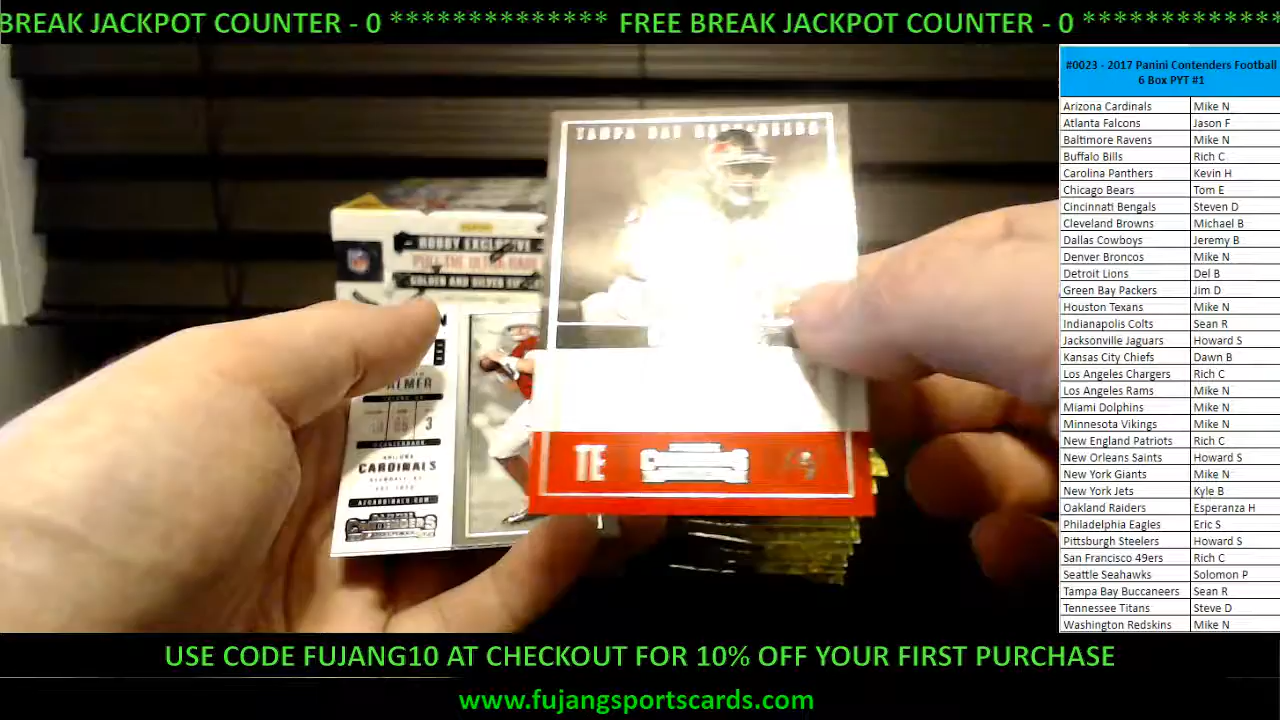 BREAK JACKPOT COUNTER - 0 ************** FREE BREAK JACKPOT COUNTER - 0 *************
#0023 - 2017 Panini Contenders Football
6 Box PYT #1
Arizona Cardinals Mike N
Atlanta Falcons Jason F
Baltimore Ravens Mike N
Buffalo Bills Rich C
Carolina Panthers Kevin H
Chicago Bears Tom E
Cincinnati Bengals Steven D
Cleveland Browns Michael B
Dallas Cowboys Jeremy B
Denver Broncos Mike N
Detroit Lions Del B
Green Bay Packers Jim D
Houston Texans Mike N
Indianapolis Colts Sean R
Jacksonville Jaguars Howard S
Kansas City Chiefs Dawn B
Los Angeles Chargers Rich C
Los Angeles Rams Mike N
Miami Dolphins Mike N
Minnesota Vikings Mike N
New England Patriots Rich C
New Orleans Saints Howard S
New York Giants Mike N
New York Jets Kyle B
Oakland Raiders Esperanza H
Philadelphia Eagles Eric S
Pittsburgh Steelers Howard S
San Francisco 49ers Rich C
Seattle Seahawks Solomon P
Tampa Bay Buccaneers Sean R
Tennessee Titans Steve D
Washington Redskins Mike N
TAMPA BAY BUCCANEERS
HOBBY EXCLUSIVE
TE CONTENDERS
ALMER
3
ARIZONA
CARDINALS
AZCARDINALS.COM
CONTENDERS
USE CODE FUJANG10 AT CHECKOUT FOR 10% OFF YOUR FIRST PURCHASE
www.fujangsportscards.com